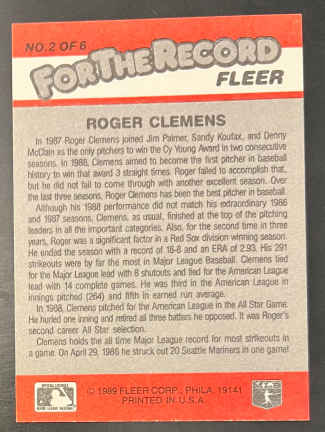 NO. 2 OF 6
FOR THE RECORD
FLEER
ROGER CLEMENS
In 1987 Roger Clemens joined Jim Palmer, Sandy Koufax, and Denny
McClain as the only pitchers to win the Cy Young Award in two consecutive
seasons. In 1988, Clemens aimed to become the first pitcher in baseball
history to win that award 3 straight times. Roger failed to accomplish that,
but he did not fail to come through with another excellent season. Over
the last three seasons, Roger Clemens has been the best pitcher in baseball.
Although his 1988 performance did not match his extraordinary 1986
and 1987 seasons, Clemens, as usual, finished at the top of the pitching
leaders in all the important categories. Also, for the second time in three
years, Roger was a significant factor in a Red Sox division winning season.
He ended the season with a record of 18-8 and an ERA of 2.93. His 291
strikeouts were by far the most in Major League Baseball. Clemens tied
for the Major League lead with 8 shutouts and tied for the American League
lead with 14 complete games. He was third in the American League in
innings pitched (264) and fifth in earned run average.
In 1988, Clemens pitched for the American League in the All Star Game.
He hurled one inning and retired all three batters he opposed. It was Roger's
second career All Star selection.
Clemens holds the all time Major League record for most strikeouts in
a game. On April 29, 1986 he struck out 20 Seattle Mariners in one game!
© 1989 FLEER CORP., PHILA. 19141
PRINTED IN U.S.A.